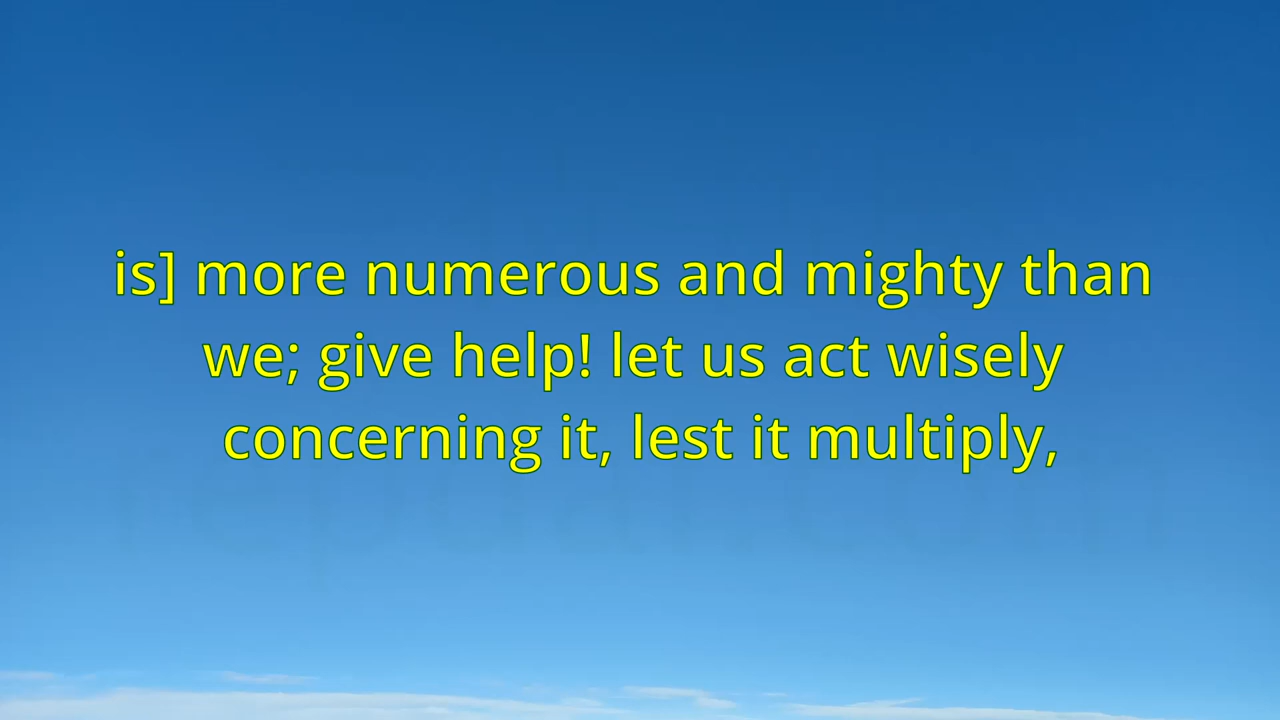 is] more numerous and mighty than
we; give help! let us act wisely
concerning it, lest it multiply,